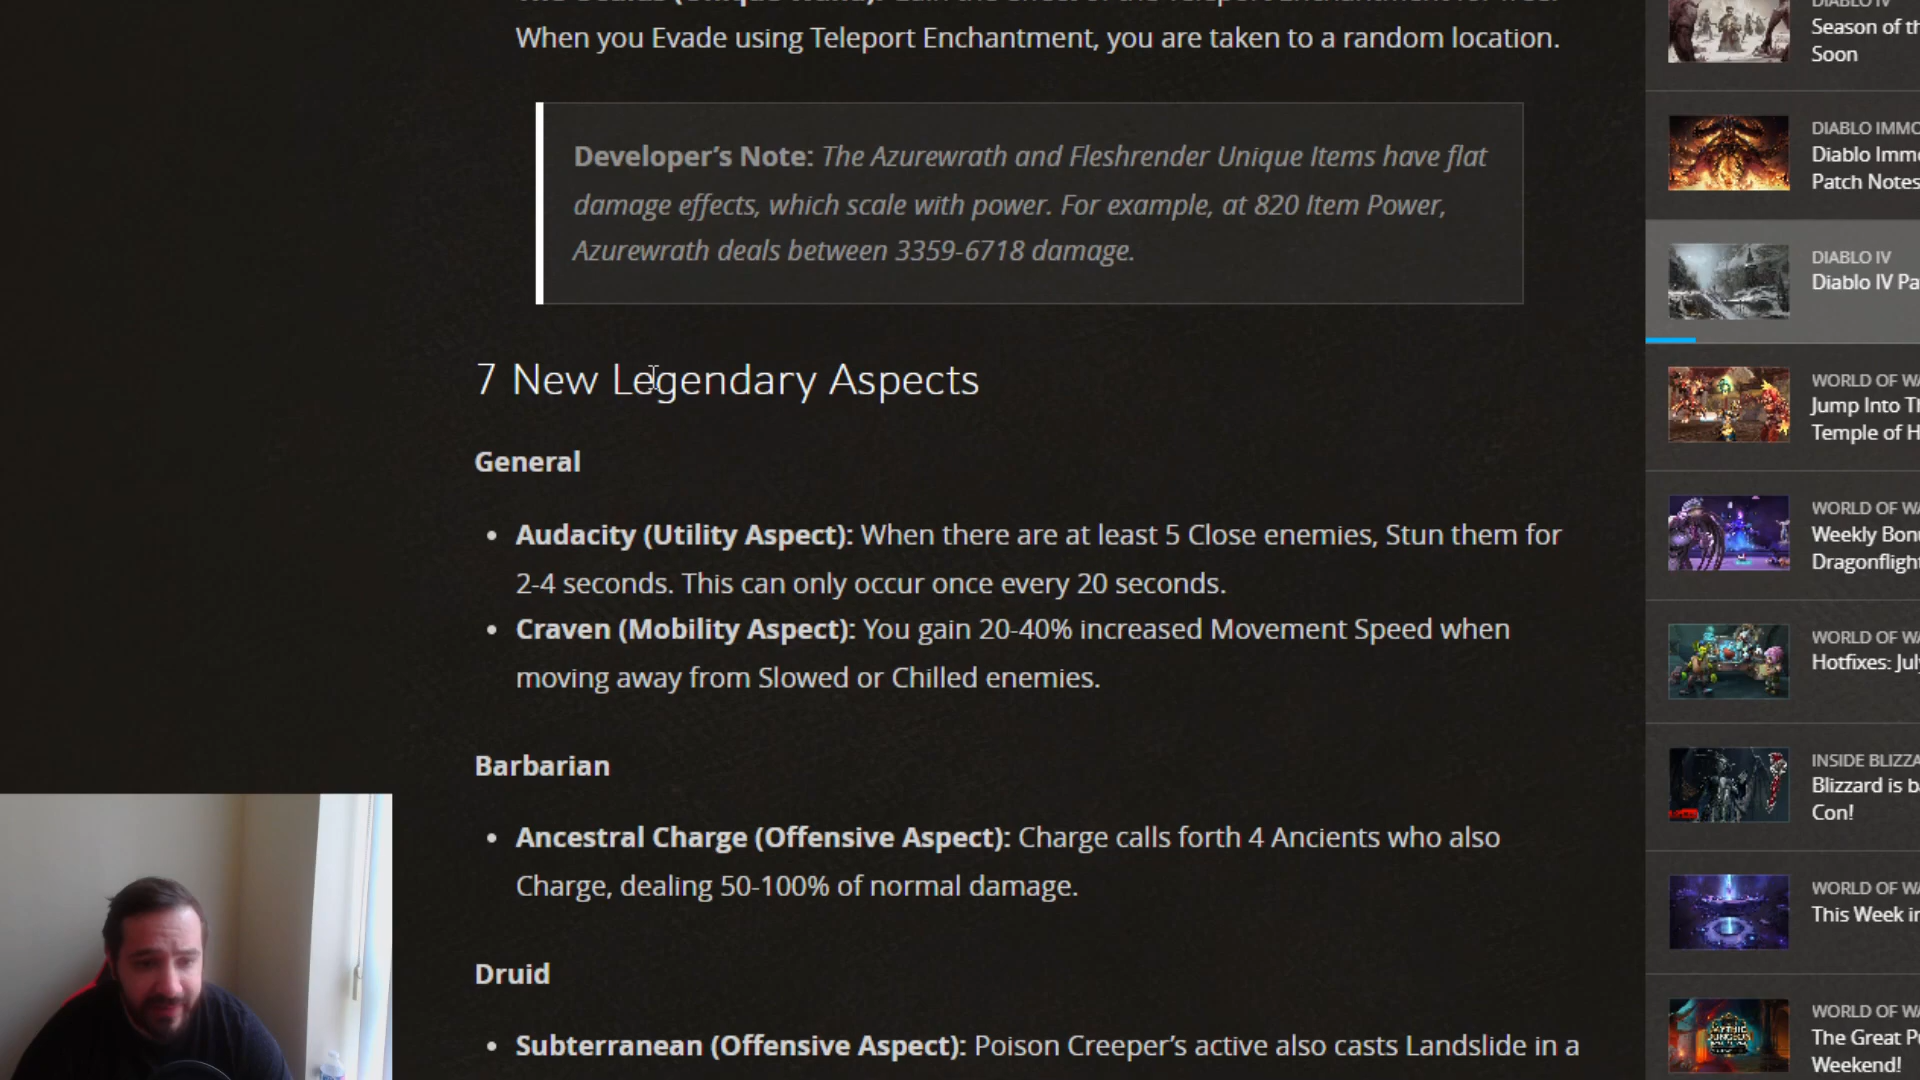 When you Evade using Teleport Enchantment, you are taken to a random location.
Developer's Note: The Azurewrath and Fleshrender Unique Items have flat
damage effects, which scale with power. For example, at 820 Item Power,
Azurewrath deals between 3359-6718 damage.
7 New Legendary Aspects
General
• Audacity (Utility Aspect): When there are at least 5 Close enemies, Stun them for
2-4 seconds. This can only occur once every 20 seconds.
• Craven (Mobility Aspect): You gain 20-40% increased Movement Speed when
moving away from Slowed or Chilled enemies.
Barbarian
• Ancestral Charge (Offensive Aspect): Charge calls forth 4 Ancients who also
Charge, dealing 50-100% of normal damage.
Druid
• Subterranean (Offensive Aspect): Poison Creeper's active also casts Landslide in a
DIABLO IV
Season of th
Soon
DIABLO IMMO
Diablo Immo
Patch Notes
DIABLO IV
Diablo IV Pa
WORLD OF WA
Jump Into Th
Temple of H
WORLD OF WA
Weekly Bonu
Dragonflight
WORLD OF WA
Hotfixes: July
INSIDE BLIZZA
Blizzard is ba
Con!
WORLD OF WA
This Week in
WORLD OF WA
The Great Pu
Weekend!